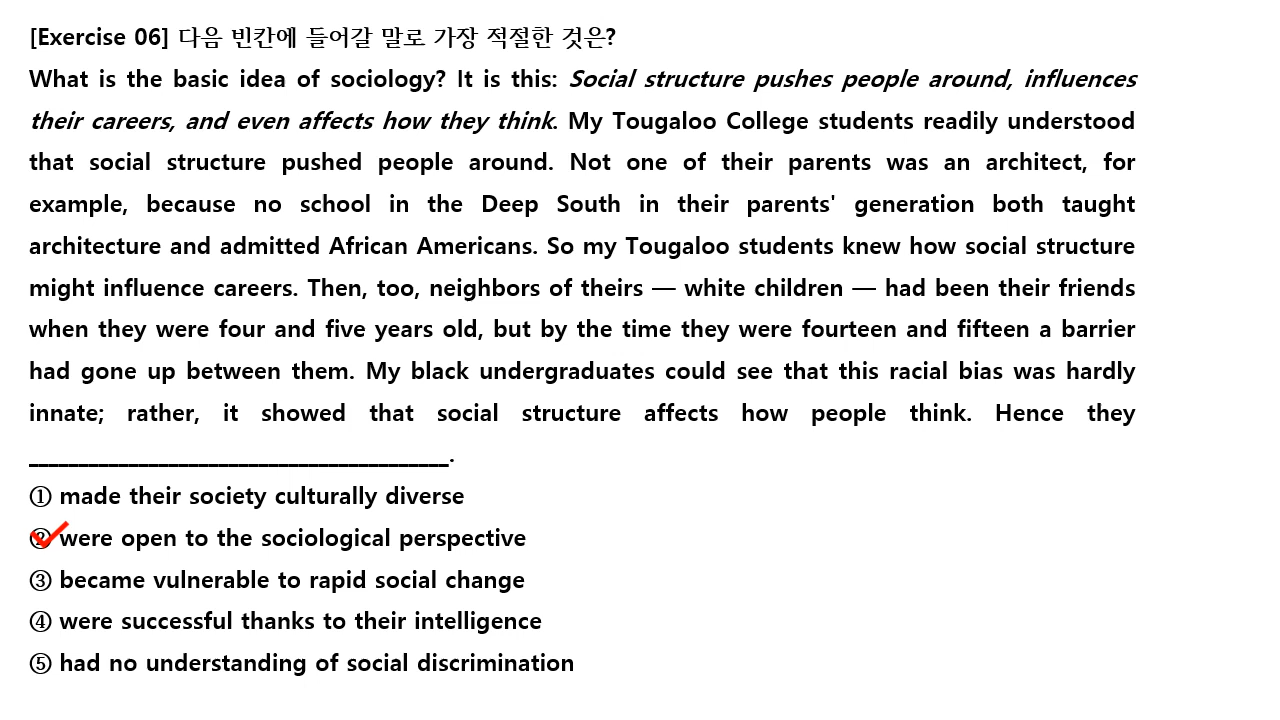 [Exercise 06] 다음 빈칸에 들어갈 말로 가장 적절한 것은?
What is the basic idea of sociology? It is this: Social structure pushes people around, influences
their careers, and even affects how they think. My Tougaloo College students readily understood
that social structure pushed people around. Not one of their parents was an architect, for
example, because no school in the Deep South in their parents' generation both taught
architecture and admitted African Americans. So my Tougaloo students knew how social structure
might influence careers. Then, too, neighbors of theirs — white children — had been their friends
when they were four and five years old, but by the time they were fourteen and fifteen a barrier
had gone up between them. My black undergraduates could see that this racial bias was hardly
innate; rather, it showed that social structure affects how people think. Hence they
__________________________________________.
① made their society culturally diverse
② were open to the sociological perspective
③ became vulnerable to rapid social change
④ were successful thanks to their intelligence
⑤ had no understanding of social discrimination